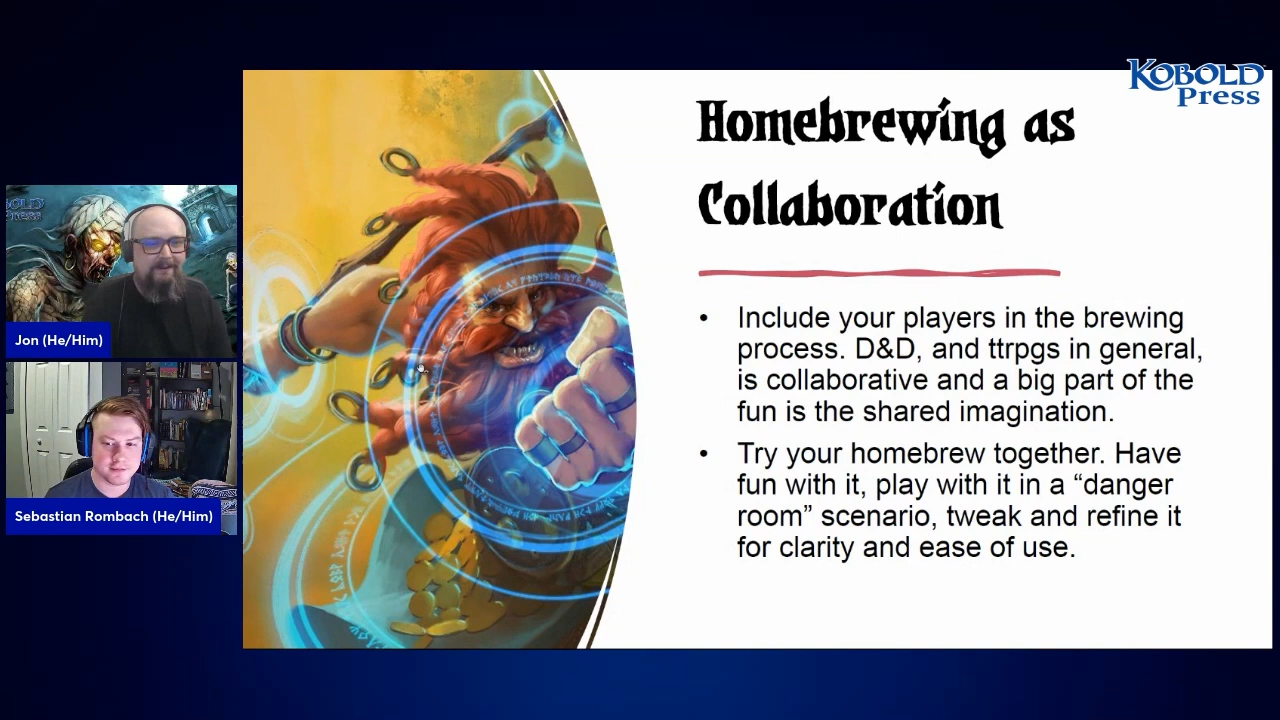 KOBOLD
Press
Homebrewing as
Collaboration
• Include your players in the brewing
process. D&D, and ttrpgs in general,
is collaborative and a big part of the
fun is the shared imagination.
• Try your homebrew together. Have
fun with it, play with it in a “danger
room” scenario, tweak and refine it
for clarity and ease of use.
Press
Jon (He/Him)
Sebastian Rombach (He/Him)